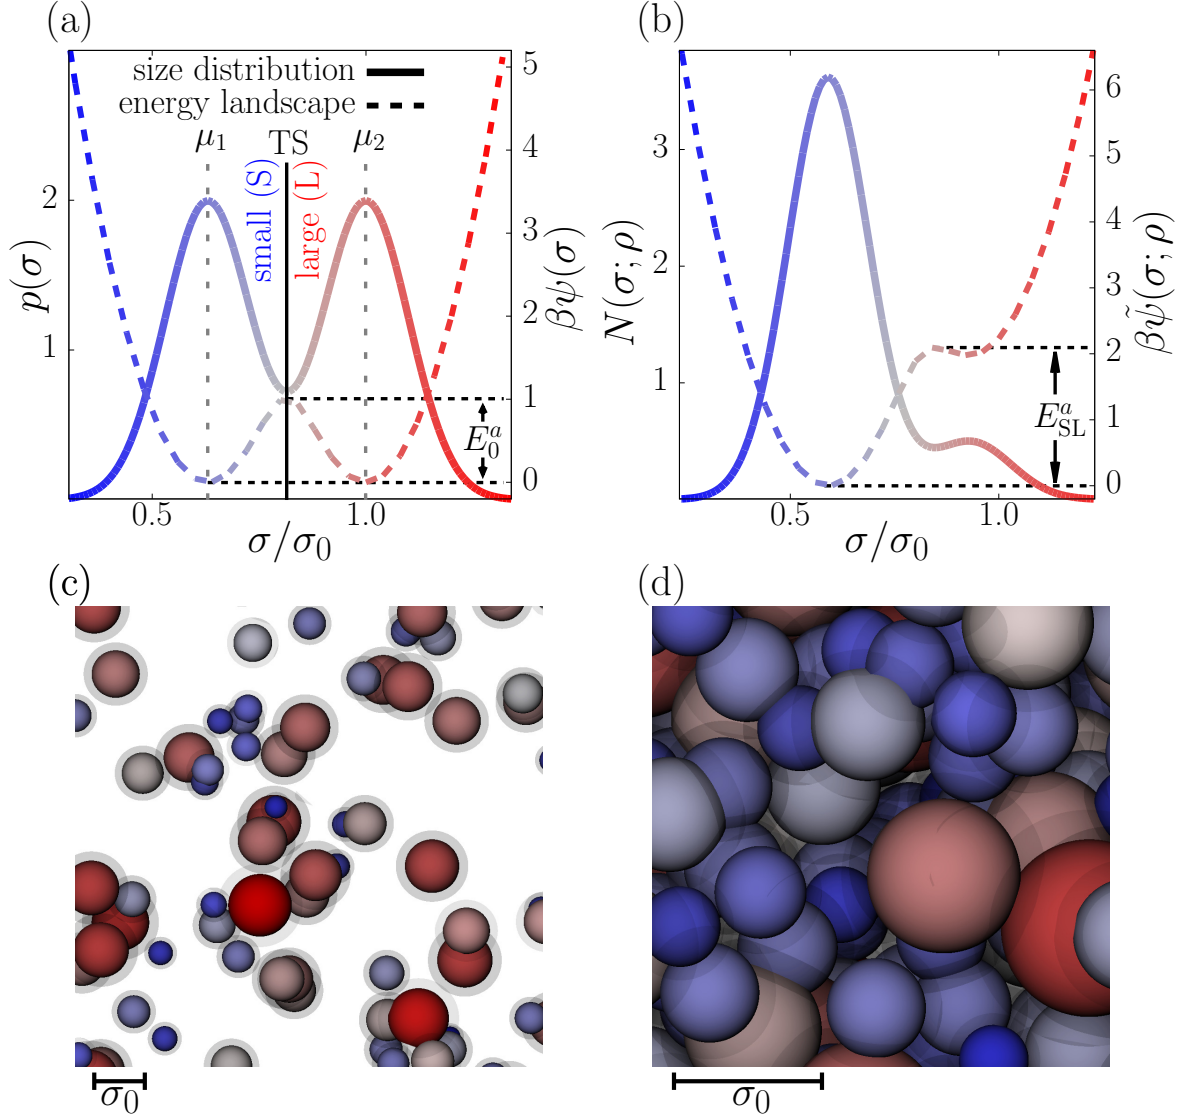 (a)
size distribution
energy landscape
μ₁ TS μ₂
small (S)
large (L)
p(σ)
2
1
5
4
3
2
1
0
βψ(σ)
E₀ᵃ
0.5 1.0
σ/σ₀
(b)
N(σ; ρ)
3
2
1
6
5
4
3
2
1
0
βψ̃(σ; ρ)
Eᵃ_SL
0.5 1.0
σ/σ₀
(c)
σ₀
(d)
σ₀